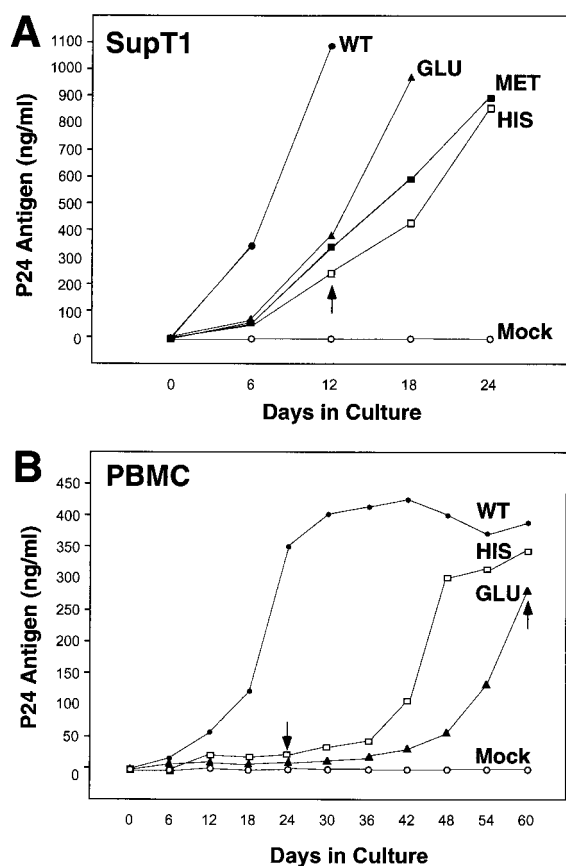 A SupT1
P24 Antigen (ng/ml)
1100
1000
900
800
700
600
500
400
300
200
100
0
WT
GLU
MET
HIS
Mock
0 6 12 18 24
Days in Culture
B PBMC
P24 Antigen (ng/ml)
450
400
350
300
250
200
150
100
50
0
WT
HIS
GLU
Mock
0 6 12 18 24 30 36 42 48 54 60
Days in Culture